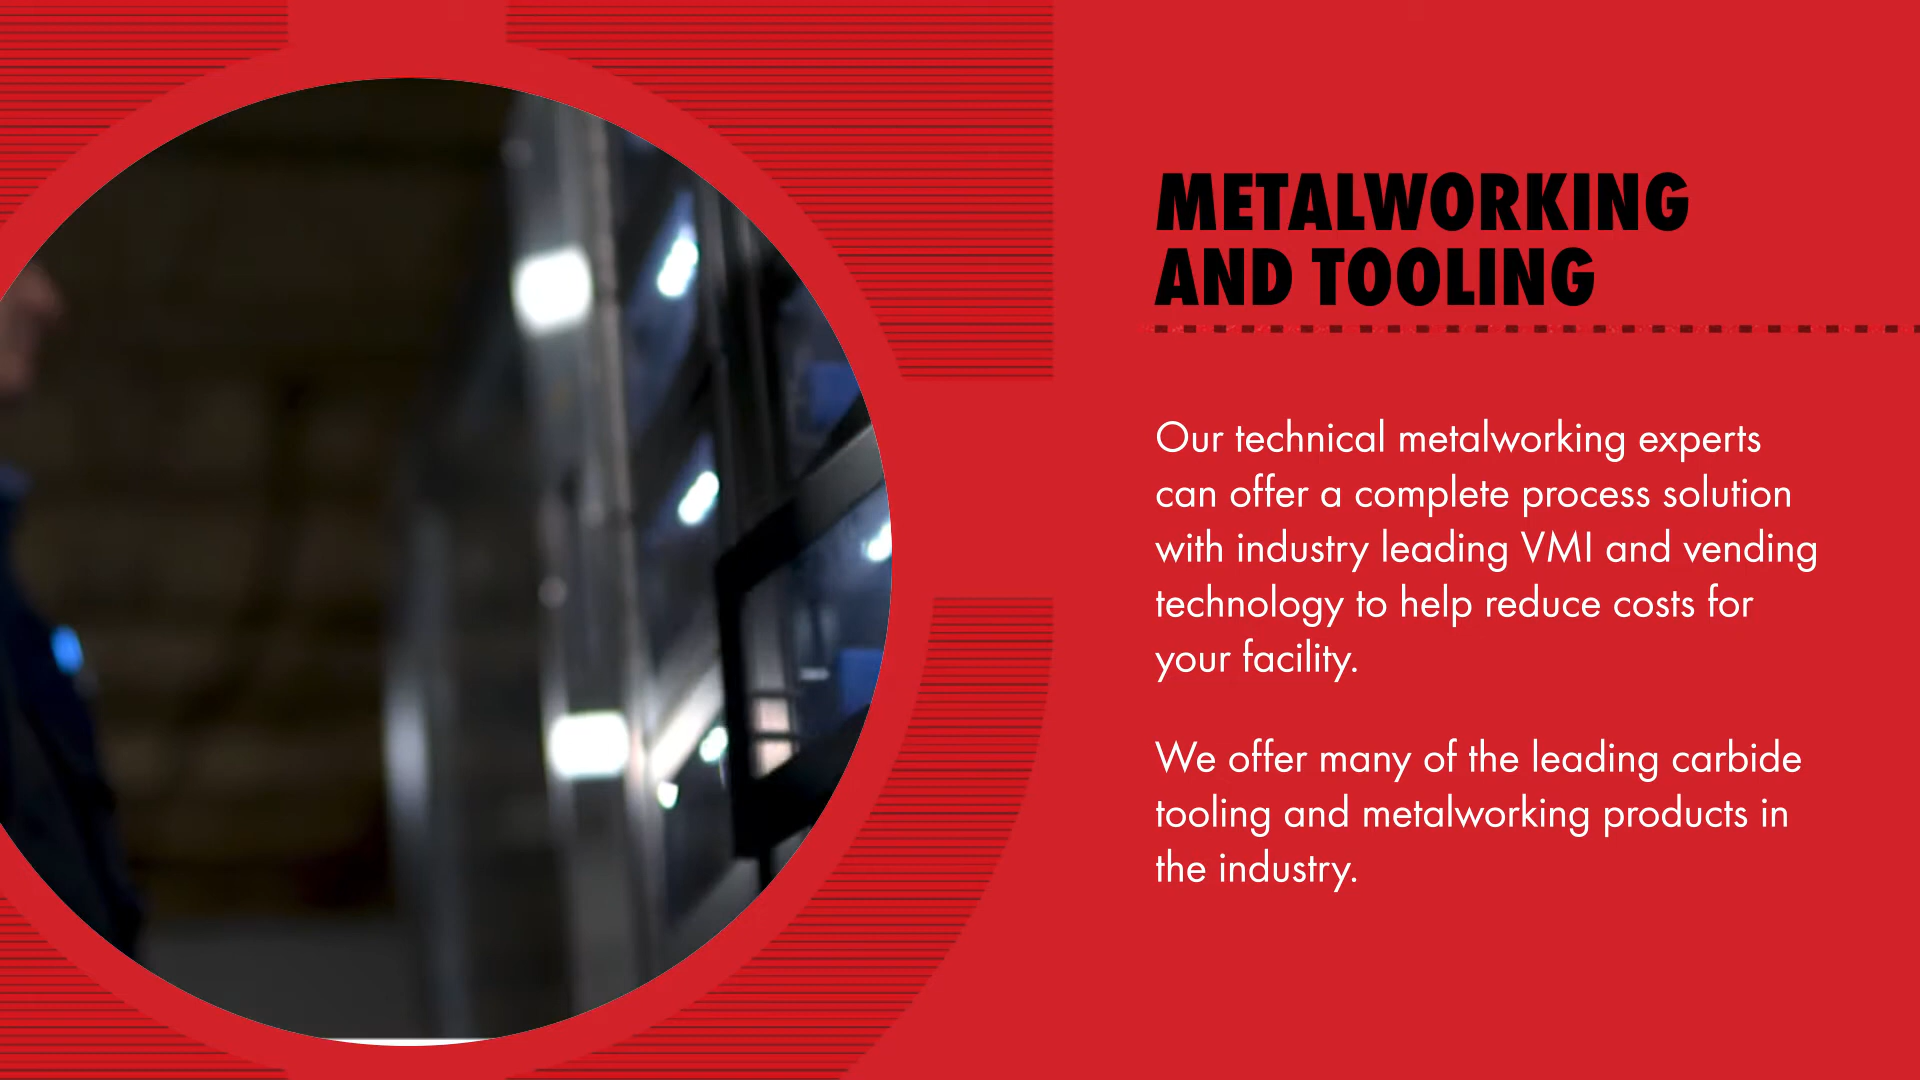 METALWORKING
AND TOOLING
Our technical metalworking experts
can offer a complete process solution
with industry leading VMI and vending
technology to help reduce costs for
your facility.
We offer many of the leading carbide
tooling and metalworking products in
the industry.